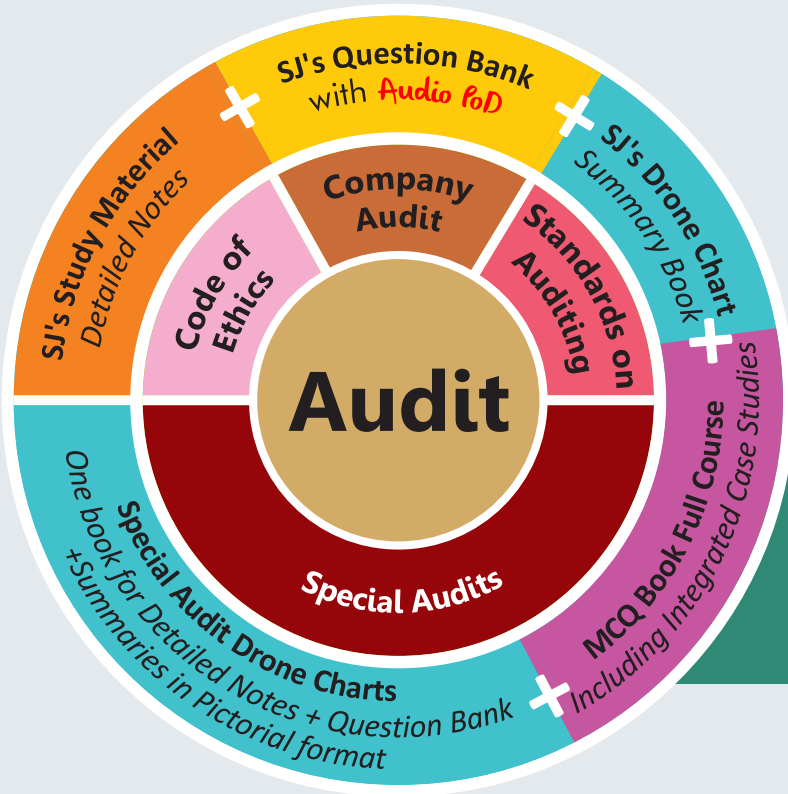 SJ's Question Bank
with Audio PoD
SJ's Drone Chart
Summary Book
MCQ Book Full Course
Including Integrated Case Studies
Special Audit Drone Charts
One book for Detailed Notes + Question Bank
+Summaries in Pictorial format
SJ's Study Material
Detailed Notes
Company
Audit
Standards on
Auditing
Special Audits
Code of
Ethics
Audit